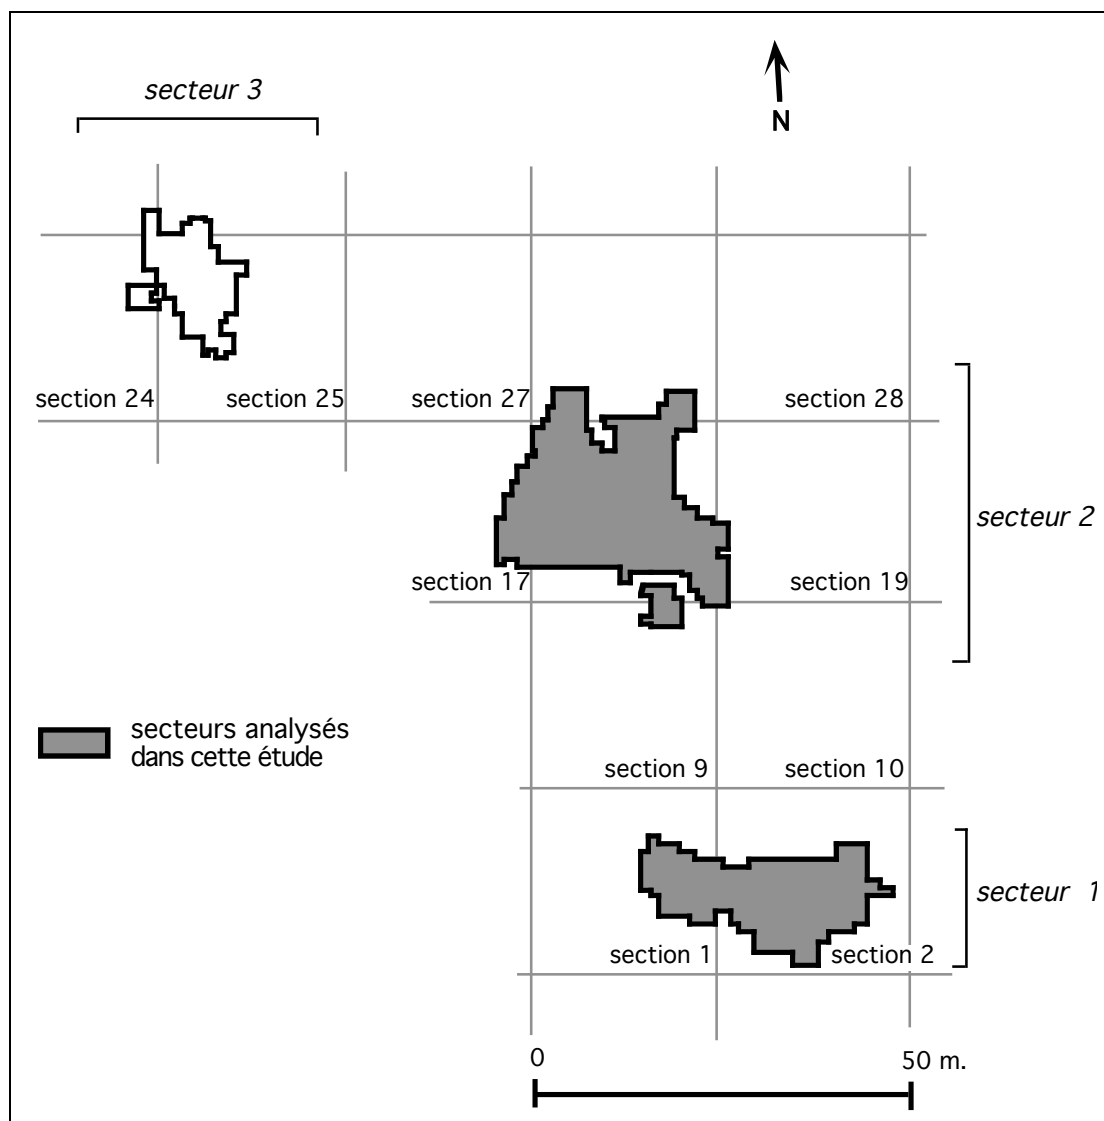 secteur 3
N
section 24
section 25
section 27
section 28
secteur 2
section 17
section 19
secteurs analysés
dans cette étude
section 9
section 10
secteur 1
section 1
section 2
0
50 m.